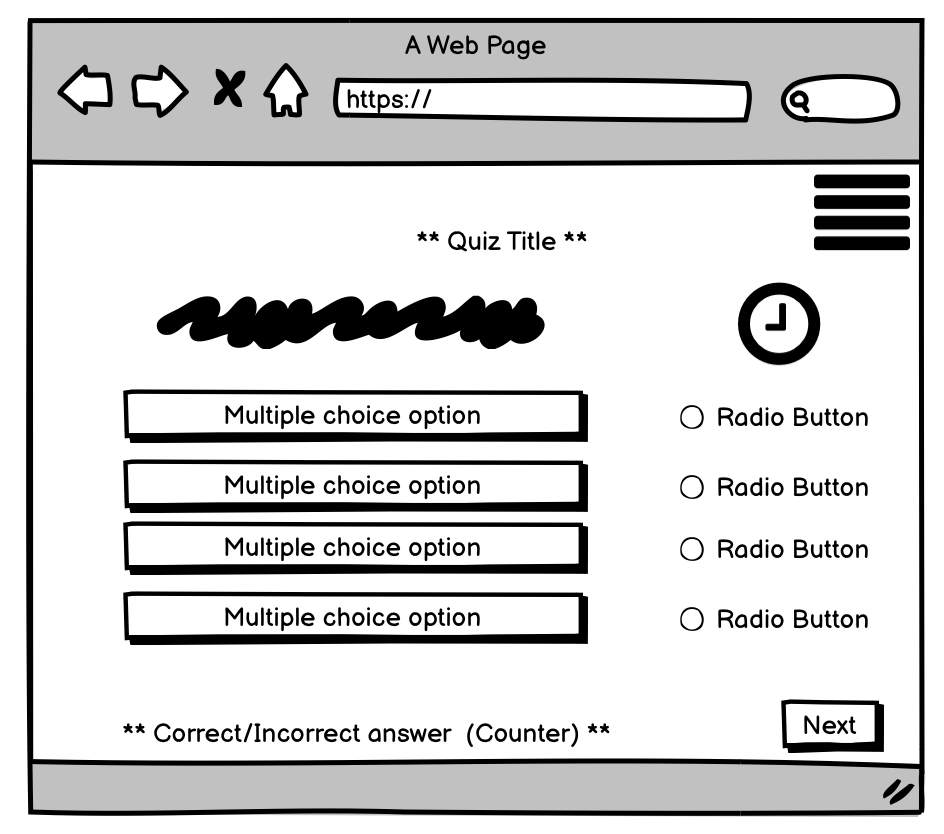 A Web Page
https://
** Quiz Title **
Multiple choice option
Radio Button
Multiple choice option
Radio Button
Multiple choice option
Radio Button
Multiple choice option
Radio Button
** Correct/Incorrect answer (Counter) **
Next